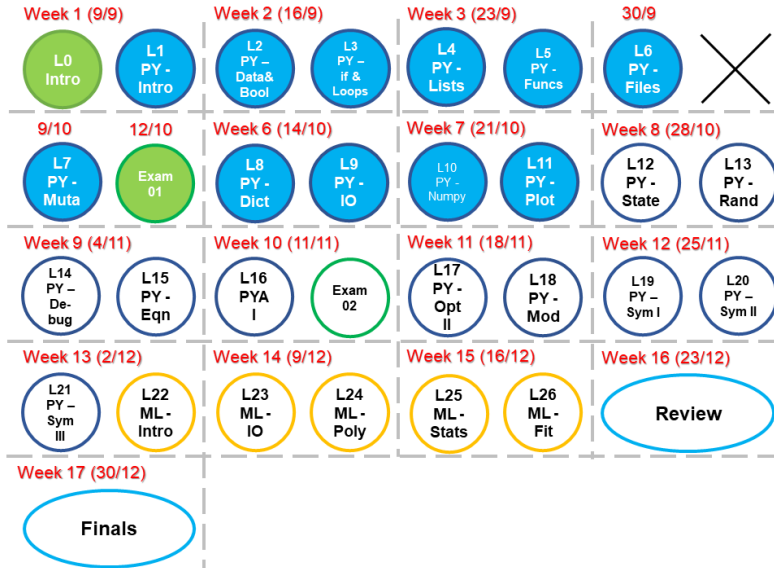 Week 1 (9/9)
L0
Intro
L1
PY -
Intro
Week 2 (16/9)
L2
PY –
Data&
Bool
L3
PY –
if &
Loops
Week 3 (23/9)
L4
PY -
Lists
L5
PY -
Funcs
30/9
L6
PY -
Files
9/10
L7
PY -
Muta
12/10
Exam
01
Week 6 (14/10)
L8
PY -
Dict
L9
PY -
IO
Week 7 (21/10)
L10
PY -
Numpy
L11
PY -
Plot
Week 8 (28/10)
L12
PY -
State
L13
PY -
Rand
Week 9 (4/11)
L14
PY –
De-
bug
L15
PY -
Eqn
Week 10 (11/11)
L16
PYA
I
Exam
02
Week 11 (18/11)
L17
PY -
Opt
II
L18
PY -
Mod
Week 12 (25/11)
L19
PY –
Sym I
L20
PY –
Sym II
Week 13 (2/12)
L21
PY –
Sym
III
L22
ML -
Intro
Week 14 (9/12)
L23
ML -
IO
L24
ML -
Poly
Week 15 (16/12)
L25
ML -
Stats
L26
ML -
Fit
Week 16 (23/12)
Review
Week 17 (30/12)
Finals